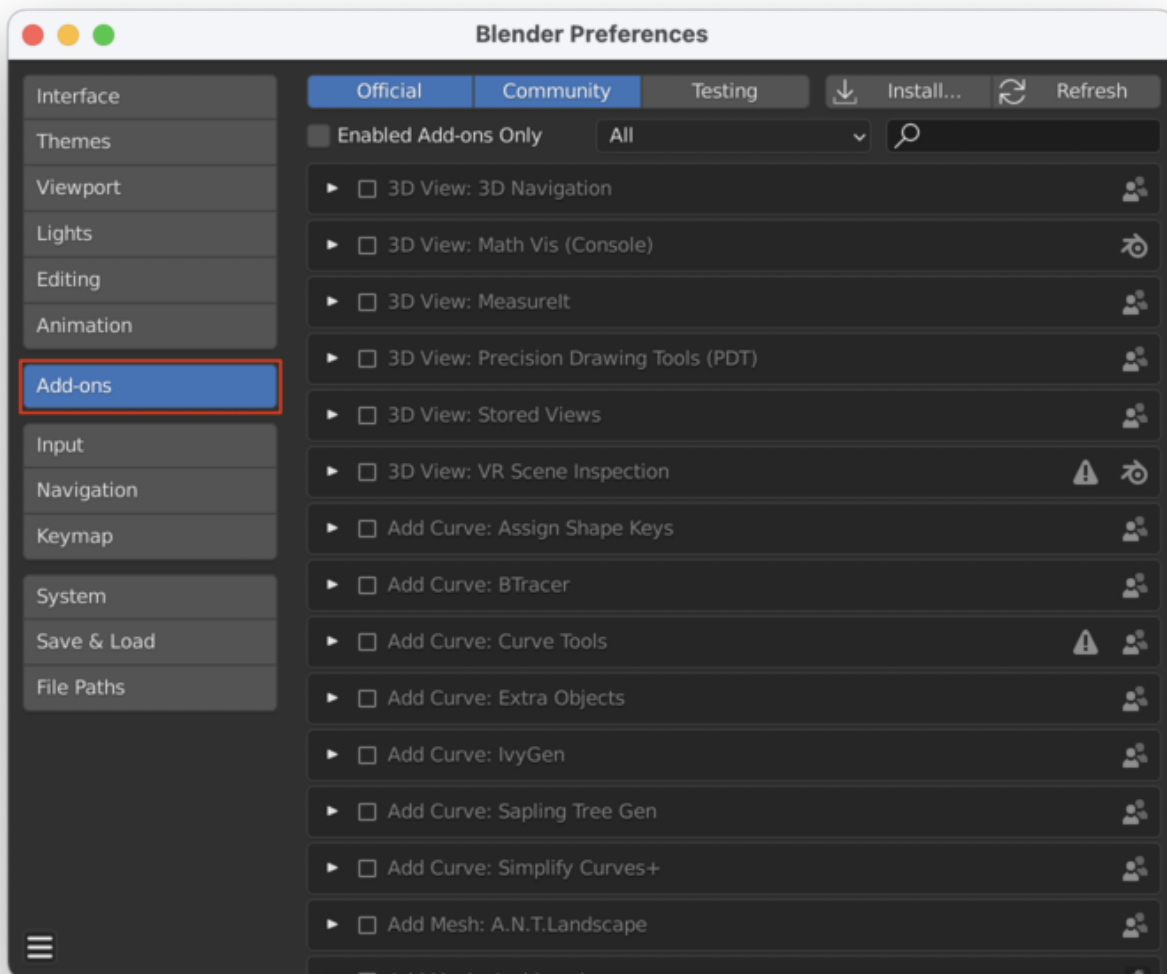 Blender Preferences
Interface
Themes
Viewport
Lights
Editing
Animation
Add-ons
Input
Navigation
Keymap
System
Save & Load
File Paths
Official Community Testing Install... Refresh
Enabled Add-ons Only All
3D View: 3D Navigation
3D View: Math Vis (Console)
3D View: MeasureIt
3D View: Precision Drawing Tools (PDT)
3D View: Stored Views
3D View: VR Scene Inspection
Add Curve: Assign Shape Keys
Add Curve: BTracer
Add Curve: Curve Tools
Add Curve: Extra Objects
Add Curve: IvyGen
Add Curve: Sapling Tree Gen
Add Curve: Simplify Curves+
Add Mesh: A.N.T.Landscape